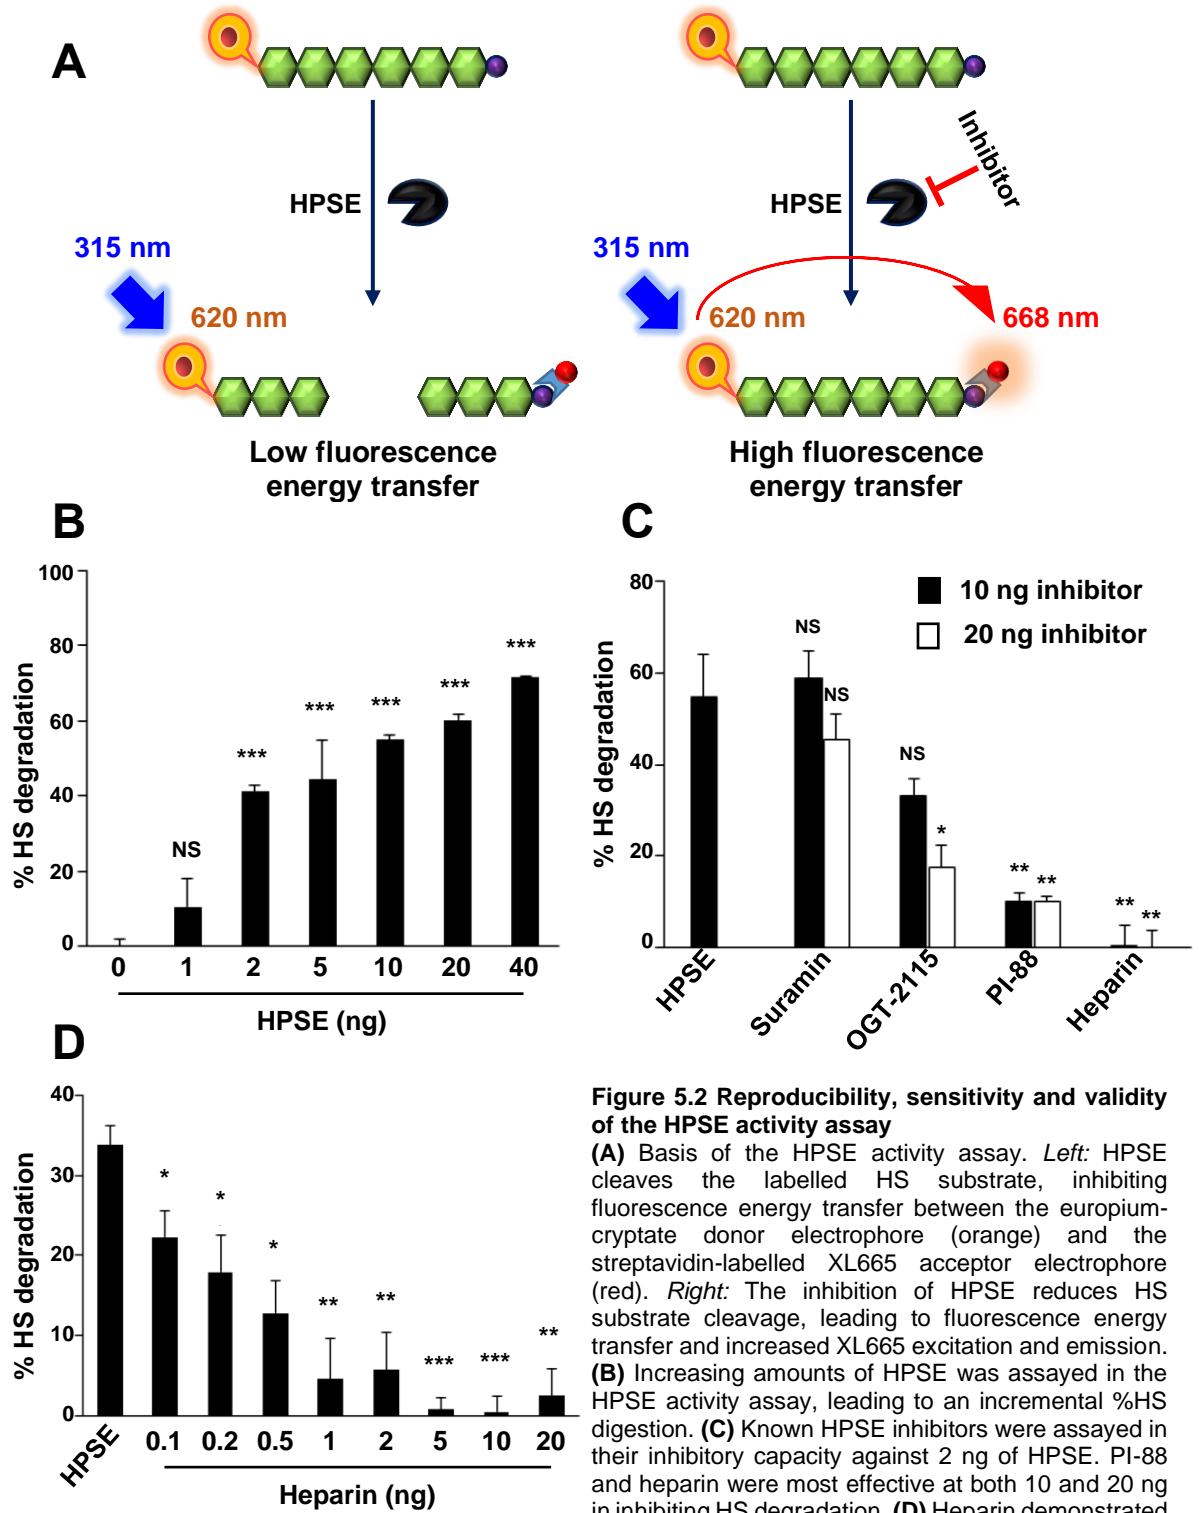 A
HPSE
315 nm
620 nm
Low fluorescence
energy transfer
Inhibitor
HPSE
315 nm
620 nm
668 nm
High fluorescence
energy transfer
B
% HS degradation
100
80
60
40
20
0
NS
***
***
***
***
***
0 1 2 5 10 20 40
HPSE (ng)
C
% HS degradation
80
60
40
20
0
10 ng inhibitor
20 ng inhibitor
NS
NS
NS
*
**
**
**
**
HPSE
Suramin
OGT-2115
PI-88
Heparin
D
% HS degradation
40
30
20
10
0
*
*
*
**
**
***
***
**
HPSE
0.1 0.2 0.5 1 2 5 10 20
Heparin (ng)
Figure 5.2 Reproducibility, sensitivity and validity
of the HPSE activity assay
(A) Basis of the HPSE activity assay. Left: HPSE
cleaves the labelled HS substrate, inhibiting
fluorescence energy transfer between the europium-
cryptate donor electrophore (orange) and the
streptavidin-labelled XL665 acceptor electrophore
(red). Right: The inhibition of HPSE reduces HS
substrate cleavage, leading to fluorescence energy
transfer and increased XL665 excitation and emission.
(B) Increasing amounts of HPSE was assayed in the
HPSE activity assay, leading to an incremental %HS
digestion. (C) Known HPSE inhibitors were assayed in
their inhibitory capacity against 2 ng of HPSE. PI-88
and heparin were most effective at both 10 and 20 ng
in inhibiting HS degradation. (D) Heparin demonstrated